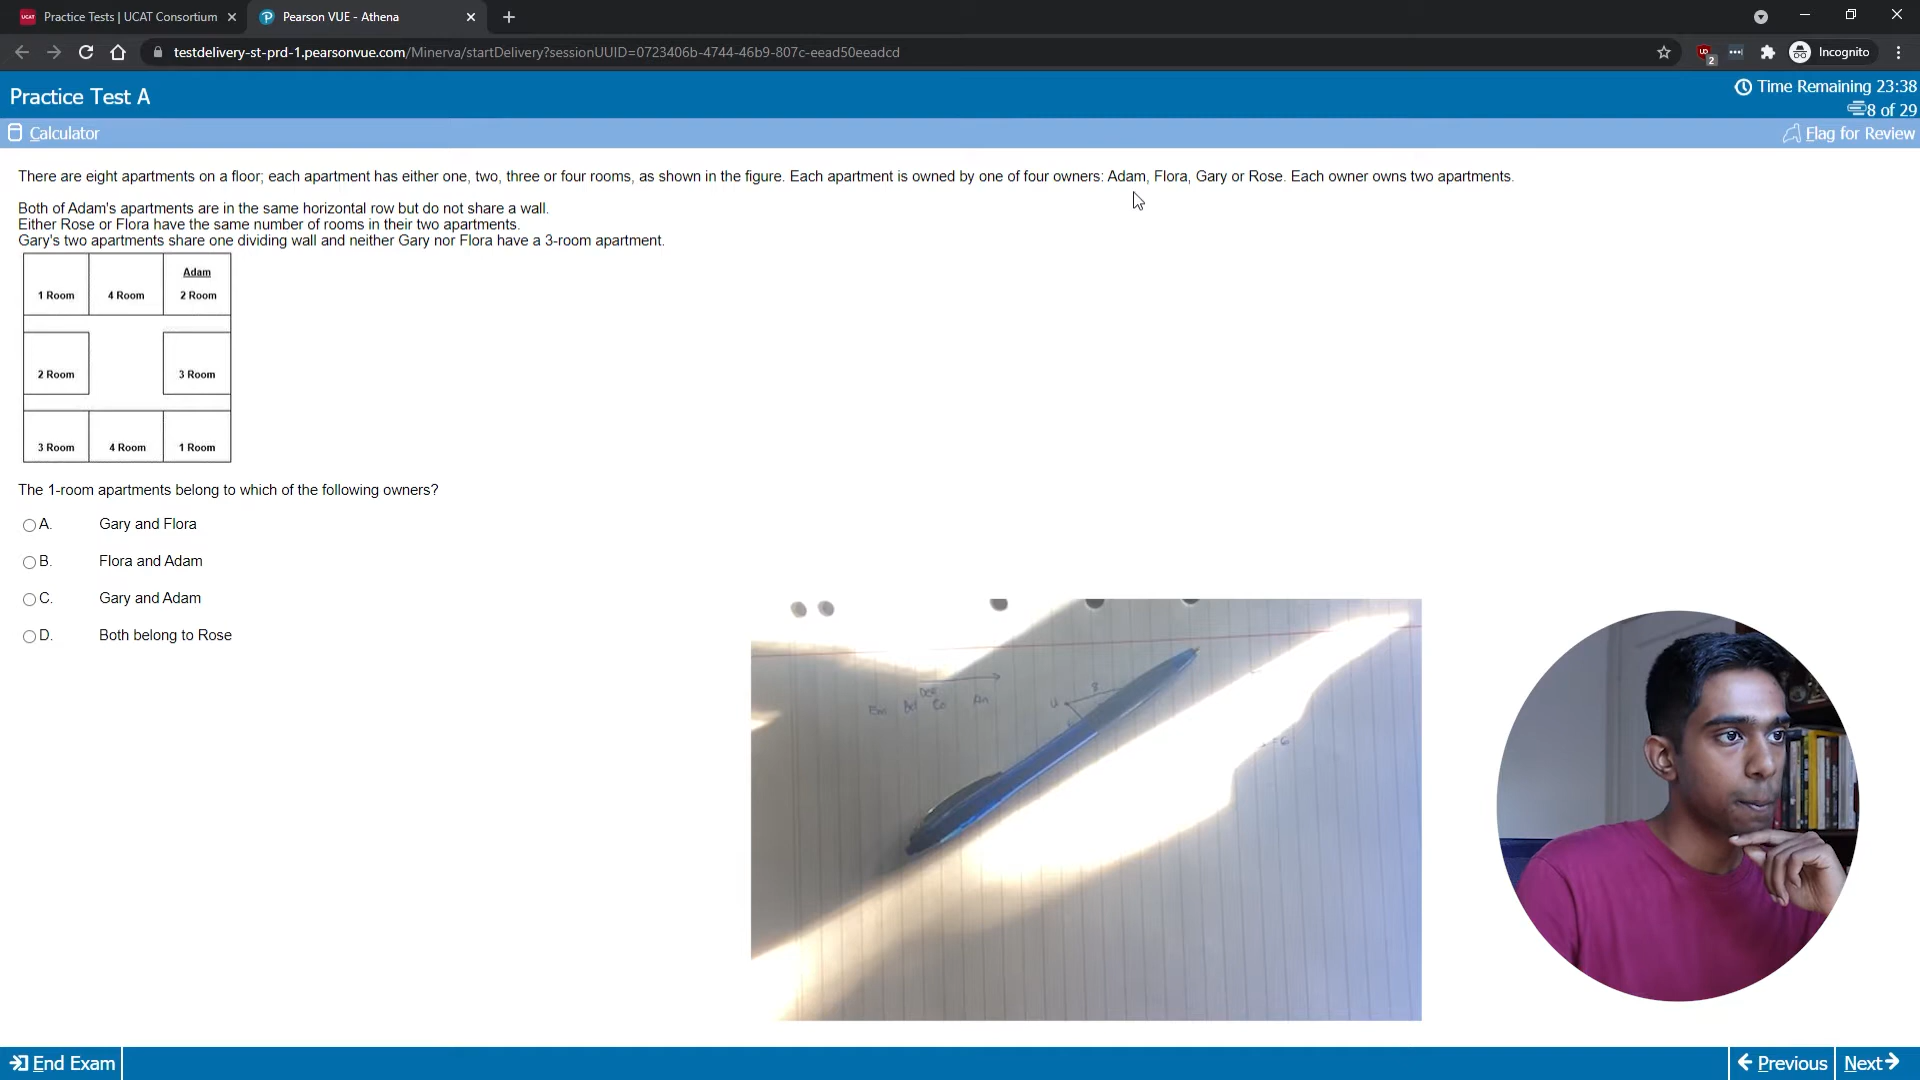 Practice Tests | UCAT Consortium
Pearson VUE - Athena
testdelivery-st-prd-1.pearsonvue.com/Minerva/startDelivery?sessionUUID=0723406b-4744-46b9-807c-eead50eeadcd
2
Incognito
Practice Test A
Time Remaining 23:38
8 of 29
Calculator
Flag for Review
There are eight apartments on a floor; each apartment has either one, two, three or four rooms, as shown in the figure. Each apartment is owned by one of four owners: Adam, Flora, Gary or Rose. Each owner owns two apartments.
Both of Adam's apartments are in the same horizontal row but do not share a wall.
Either Rose or Flora have the same number of rooms in their two apartments.
Gary's two apartments share one dividing wall and neither Gary nor Flora have a 3-room apartment.
Adam
1 Room 4 Room 2 Room
2 Room 3 Room
3 Room 4 Room 1 Room
The 1-room apartments belong to which of the following owners?
A. Gary and Flora
B. Flora and Adam
C. Gary and Adam
D. Both belong to Rose
End Exam
Previous
Next